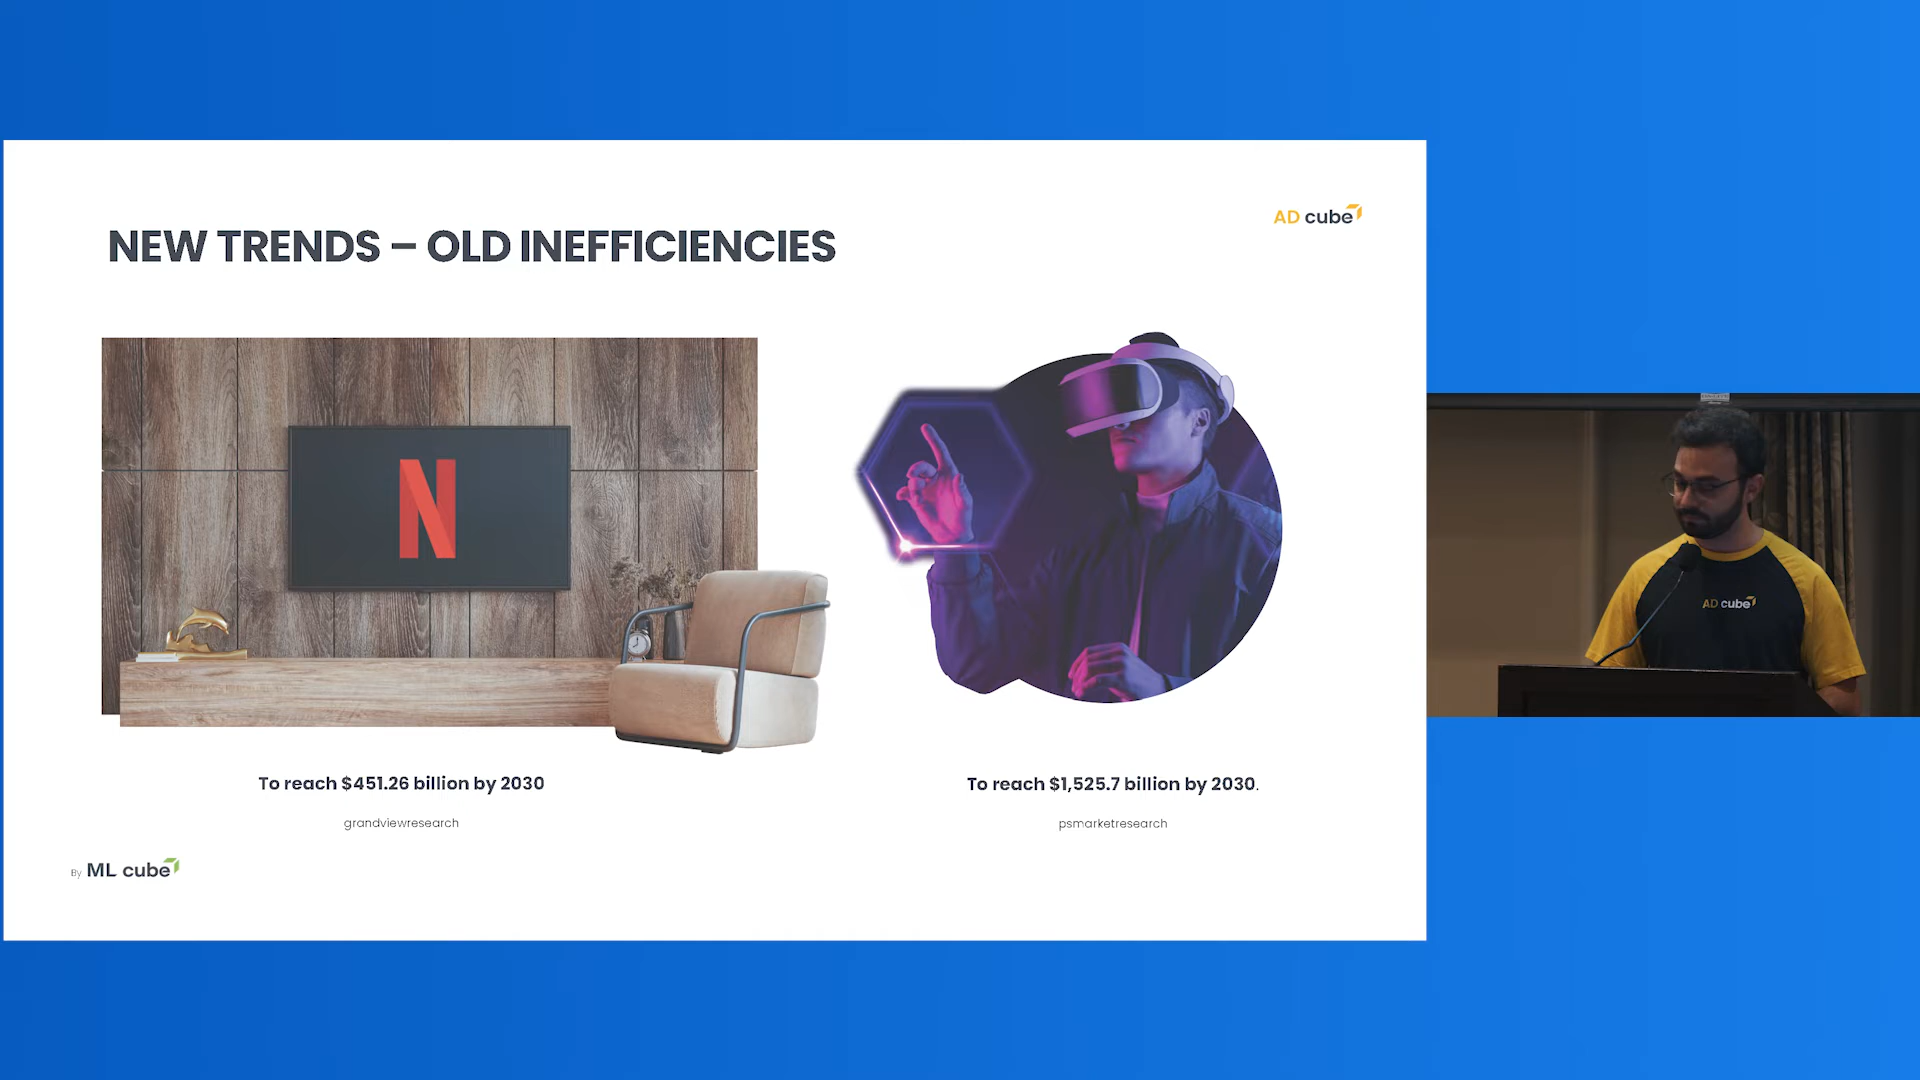 NEW TRENDS – OLD INEFFICIENCIES
AD cube
N
To reach $451.26 billion by 2030
grandviewresearch
To reach $1,525.7 billion by 2030.
psmarketresearch
By ML cube
AD cube